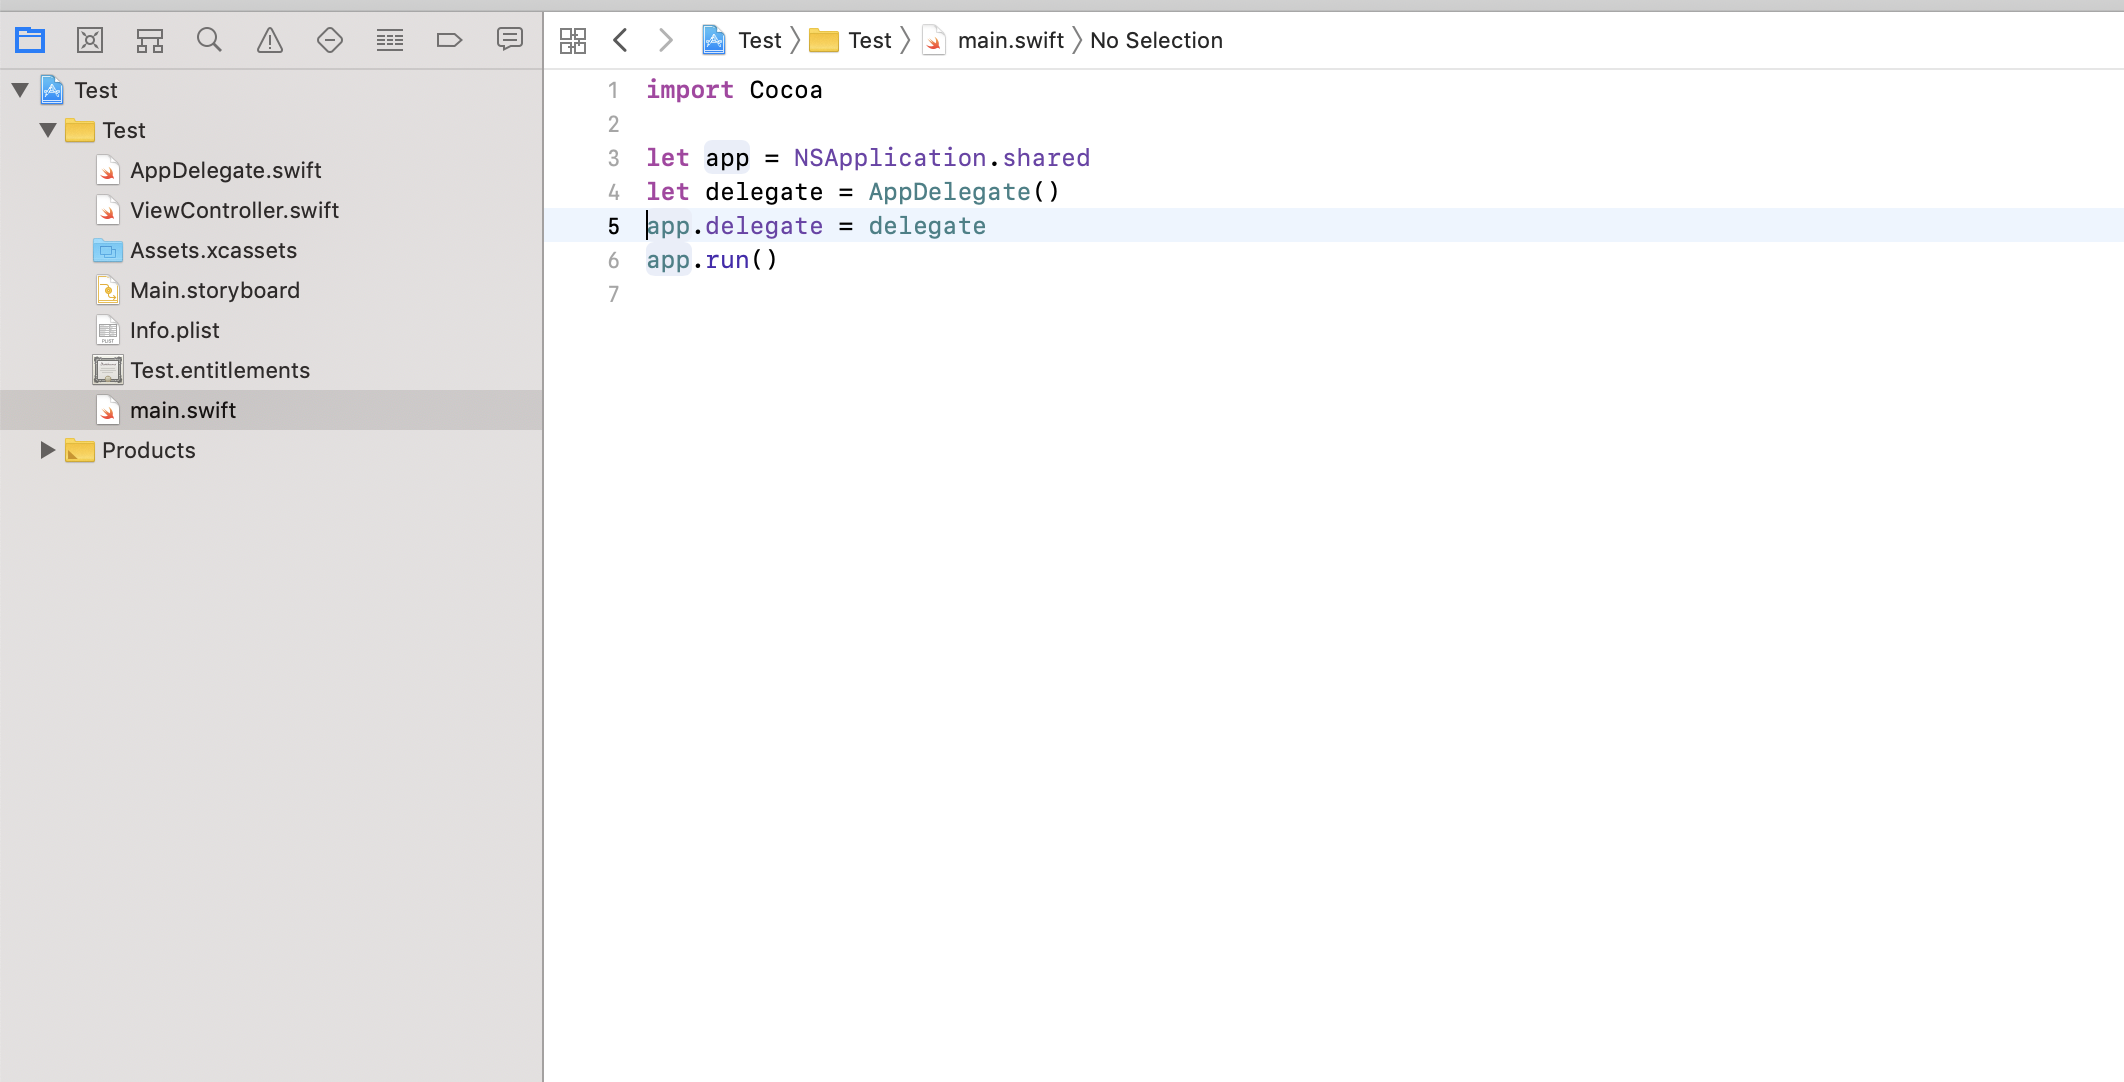 Test
Test
AppDelegate.swift
ViewController.swift
Assets.xcassets
Main.storyboard
Info.plist
Test.entitlements
main.swift
Products
Test 〉 Test 〉 main.swift 〉 No Selection
1 import Cocoa
2
3 let app = NSApplication.shared
4 let delegate = AppDelegate()
5 app.delegate = delegate
6 app.run()
7